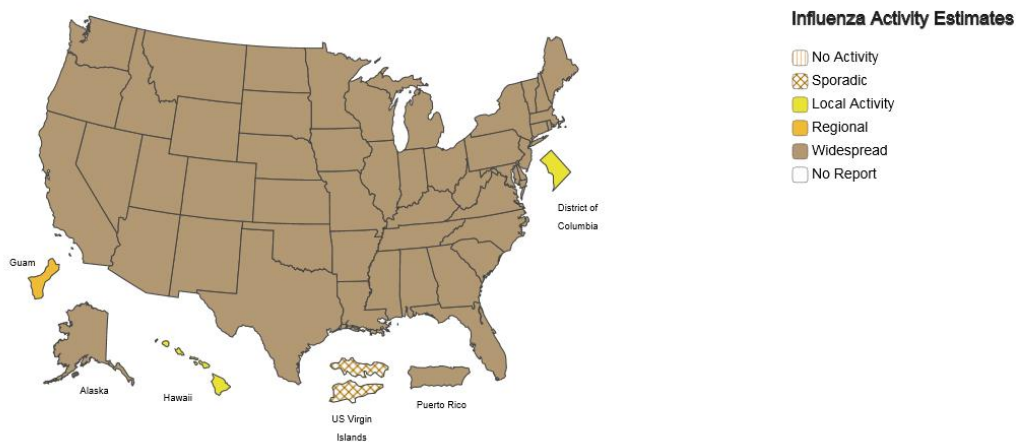 Influenza Activity Estimates
No Activity
Sporadic
Local Activity
Regional
Widespread
No Report
District of
Columbia
Guam
Alaska
Hawaii
US Virgin
Islands
Puerto Rico